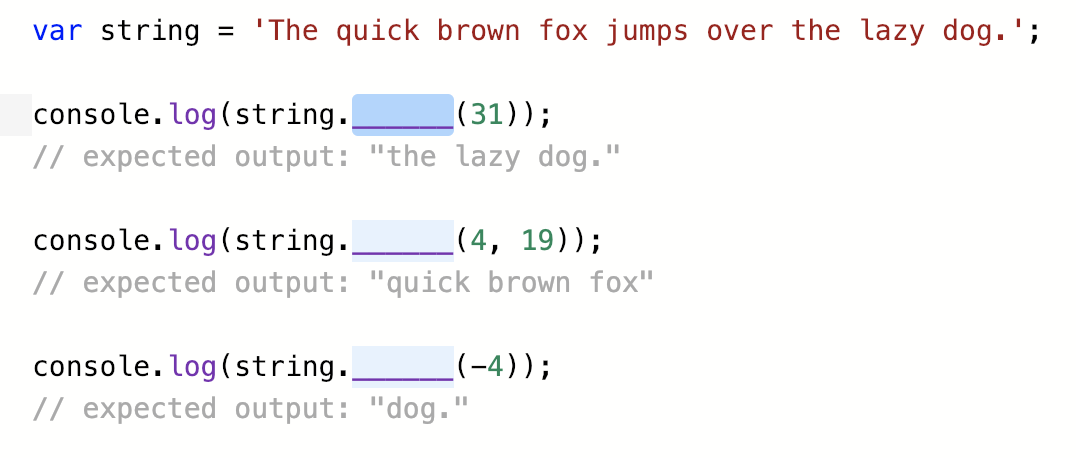 var string = 'The quick brown fox jumps over the lazy dog.';
console.log(string.______(31));
// expected output: "the lazy dog."
console.log(string.______(4, 19));
// expected output: "quick brown fox"
console.log(string.______(-4));
// expected output: "dog."